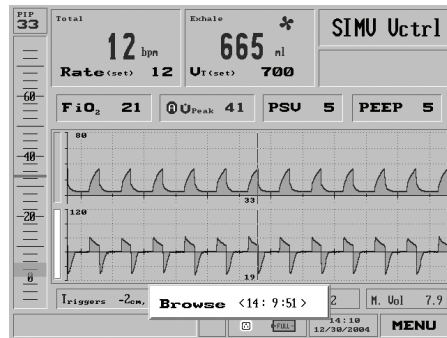 PIP
33
60
40
20
0
Total
12 bpm
Rate(set) 12
Exhale
665 ml
VT(set) 700
SIMV Vctrl
FiO₂ 21
A V̇Peak 41
PSV 5
PEEP 5
80
33
120
19
Triggers -2cm,
Browse <14: 9:51>
2
M. Vol 7.9
FULL
14:10
12/30/2004
MENU